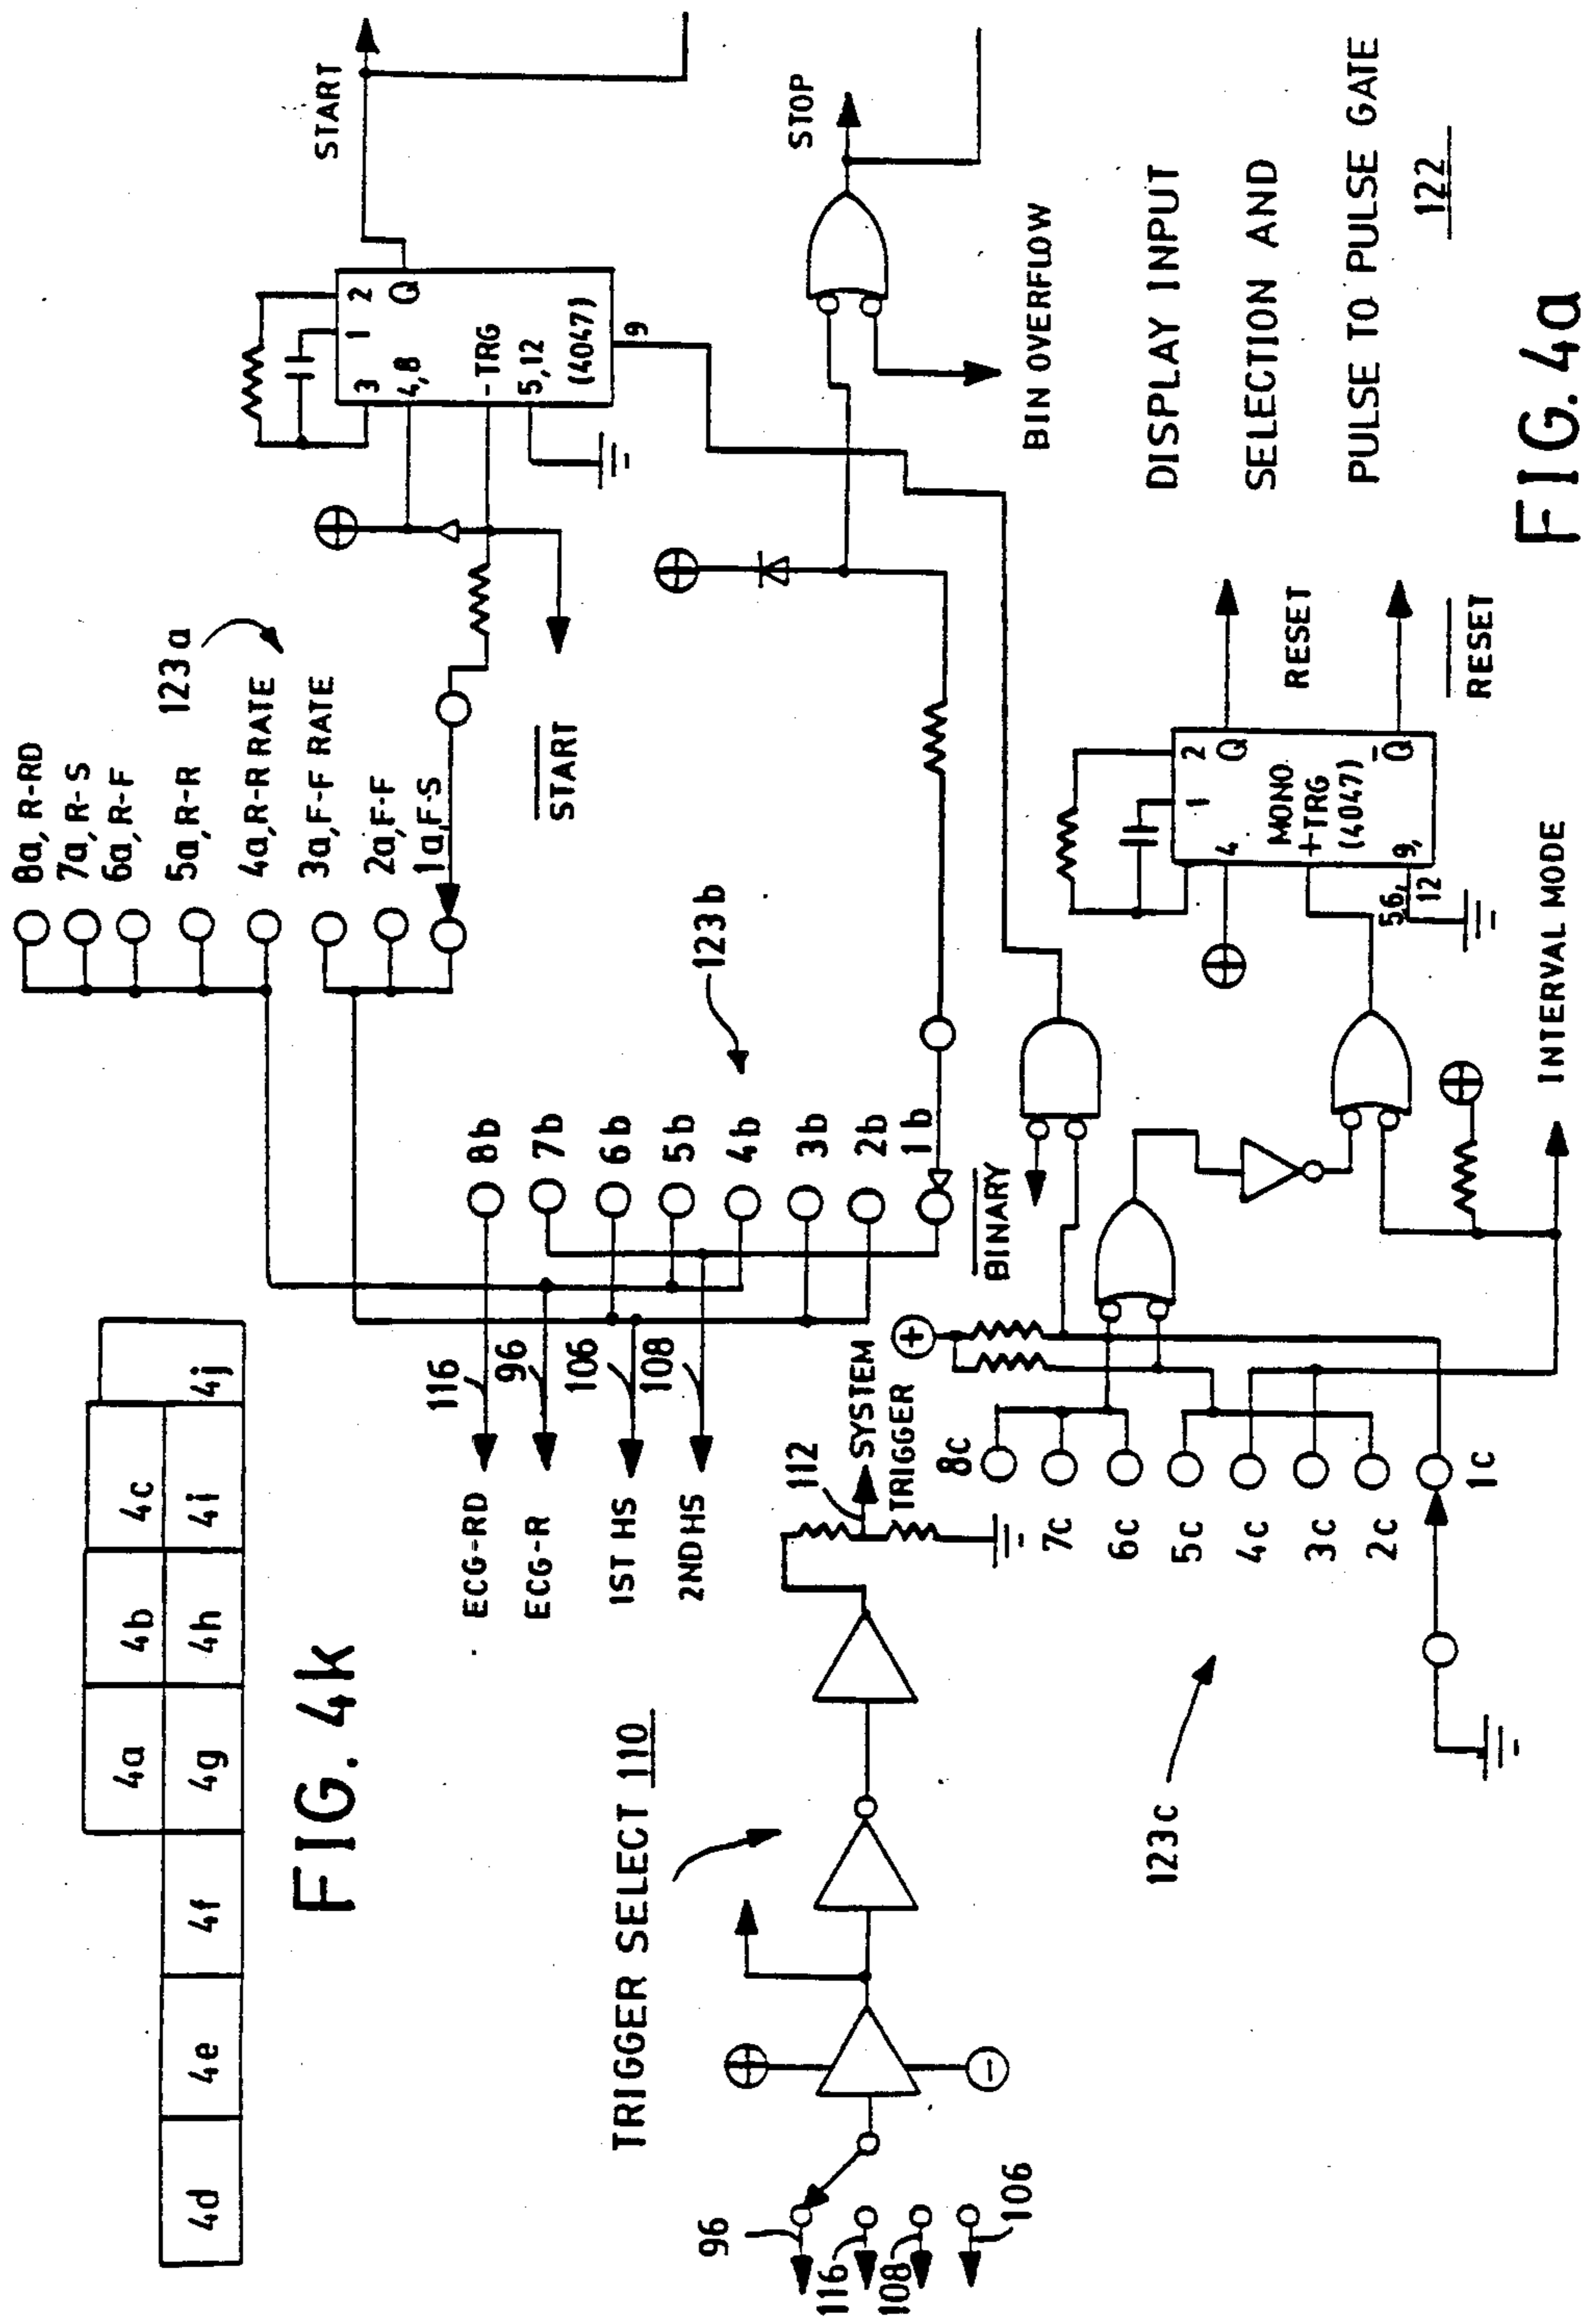 4a
4b
4c
4d
4e
4f
4g
4h
4i
4j
FIG. 4k
8a, R-RD
7a, R-S
6a, R-F
5a, R-R
4a, R-R RATE
3a, F-F RATE
2a, F-F
1a, F-S
123a
START
START
3
1
2
4,8
Q
-TRG
5,12
(4047)
9
STOP
BIN OVERFLOW
8b
7b
6b
5b
4b
3b
2b
1b
123b
116
96
106
108
ECG-RD
ECG-R
1ST HS
2ND HS
TRIGGER SELECT 110
96
116
108
106
112
SYSTEM
TRIGGER
BINARY
8c
7c
6c
5c
4c
3c
2c
1c
123c
1
2
4
MONO
Q
+TRG
(4047)
Q
9,
56,
12
RESET
RESET
INTERVAL MODE
DISPLAY INPUT
SELECTION AND
PULSE TO PULSE GATE
122
FIG. 4a